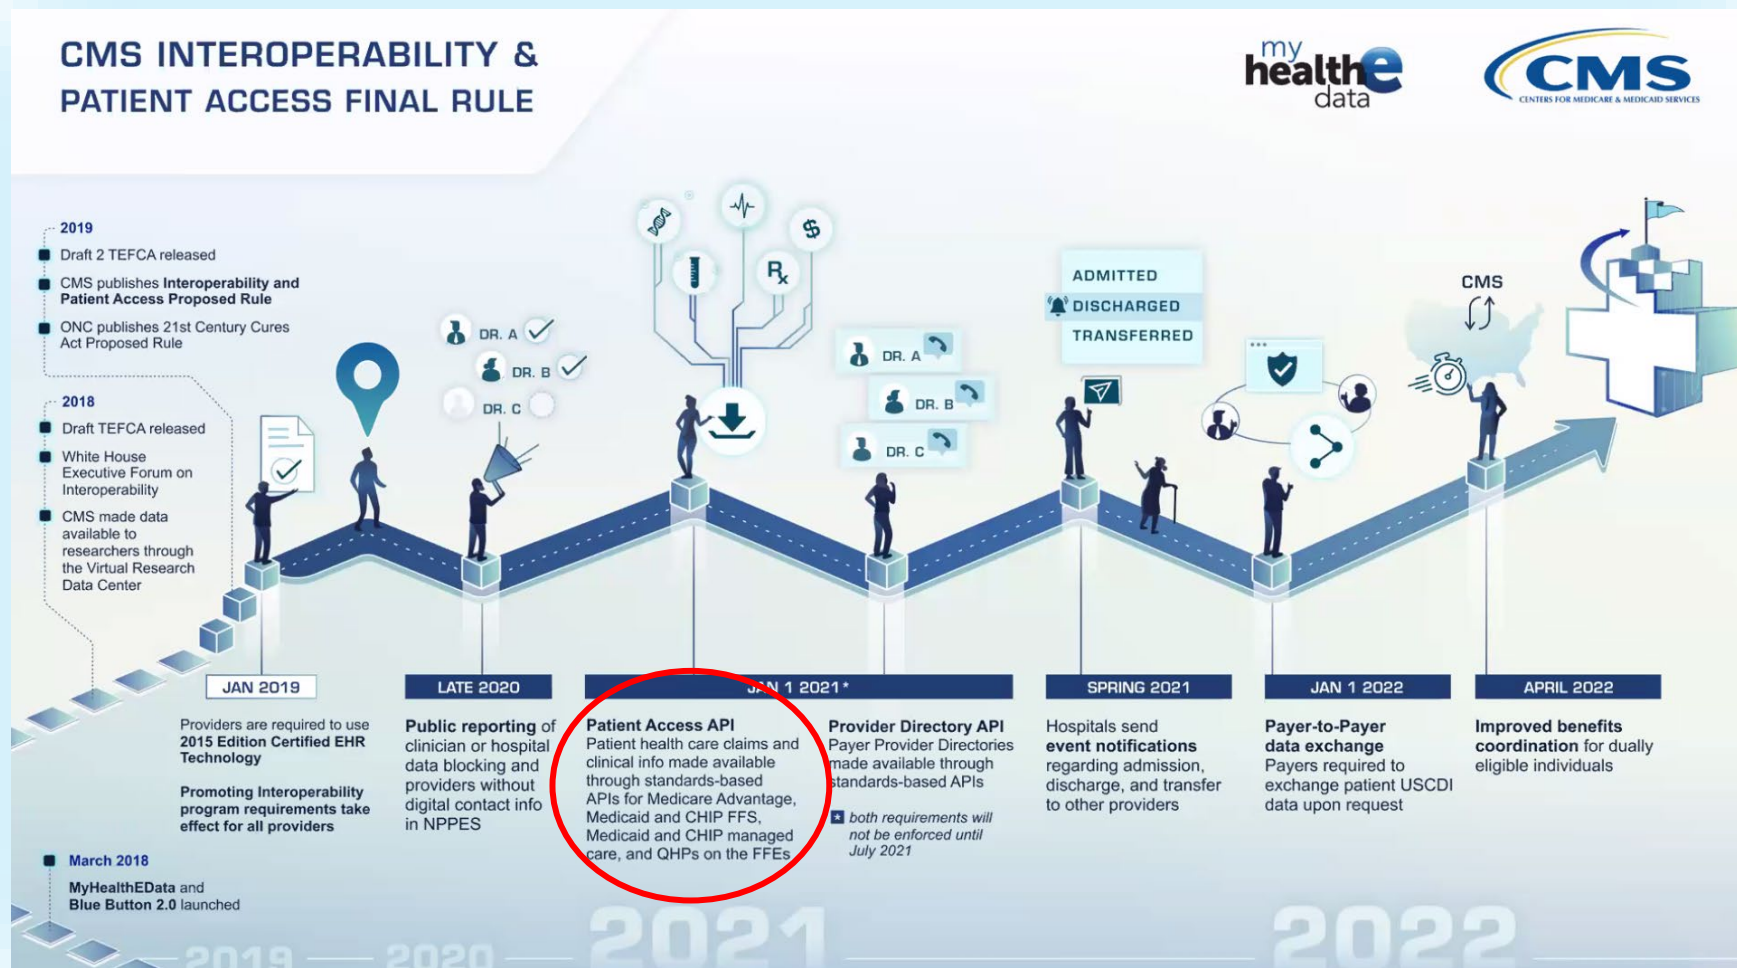 CMS INTEROPERABILITY &
PATIENT ACCESS FINAL RULE
my
healthe
data
CMS
CENTERS FOR MEDICARE & MEDICAID SERVICES
2019
Draft 2 TEFCA released
CMS publishes Interoperability and
Patient Access Proposed Rule
ONC publishes 21st Century Cures
Act Proposed Rule
2018
Draft TEFCA released
White House
Executive Forum on
Interoperability
CMS made data
available to
researchers through
the Virtual Research
Data Center
DR. A
DR. B
DR. C
$
Rx
DR. A
DR. B
DR. C
ADMITTED
DISCHARGED
TRANSFERRED
CMS
JAN 2019
Providers are required to use
2015 Edition Certified EHR
Technology
Promoting Interoperability
program requirements take
effect for all providers
LATE 2020
Public reporting of
clinician or hospital
data blocking and
providers without
digital contact info
in NPPES
JAN 1 2021*
Patient Access API
Patient health care claims and
clinical info made available
through standards-based
APIs for Medicare Advantage,
Medicaid and CHIP FFS,
Medicaid and CHIP managed
care, and QHPs on the FFEs
Provider Directory API
Payer Provider Directories
made available through
standards-based APIs
* both requirements will
not be enforced until
July 2021
SPRING 2021
Hospitals send
event notifications
regarding admission,
discharge, and transfer
to other providers
JAN 1 2022
Payer-to-Payer
data exchange
Payers required to
exchange patient USCDI
data upon request
APRIL 2022
Improved benefits
coordination for dually
eligible individuals
March 2018
MyHealthEData and
Blue Button 2.0 launched
2019
2020
2021
2022